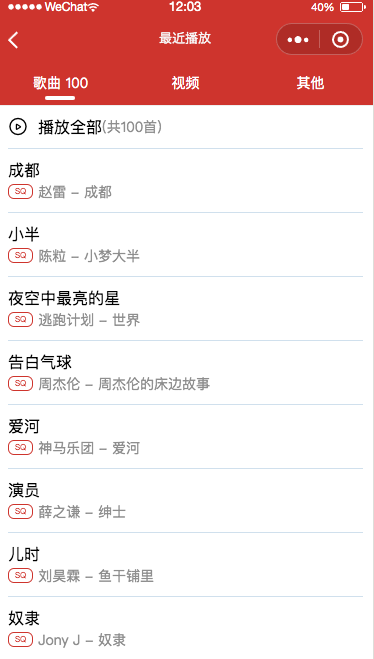 WeChat 12:03 40%
最近播放
歌曲 100 视频 其他
播放全部(共100首)
成都
SQ 赵雷 – 成都
小半
SQ 陈粒 – 小梦大半
夜空中最亮的星
SQ 逃跑计划 – 世界
告白气球
SQ 周杰伦 – 周杰伦的床边故事
爱河
SQ 神马乐团 – 爱河
演员
SQ 薛之谦 – 绅士
儿时
SQ 刘昊霖 – 鱼干铺里
奴隶
SQ Jony J – 奴隶